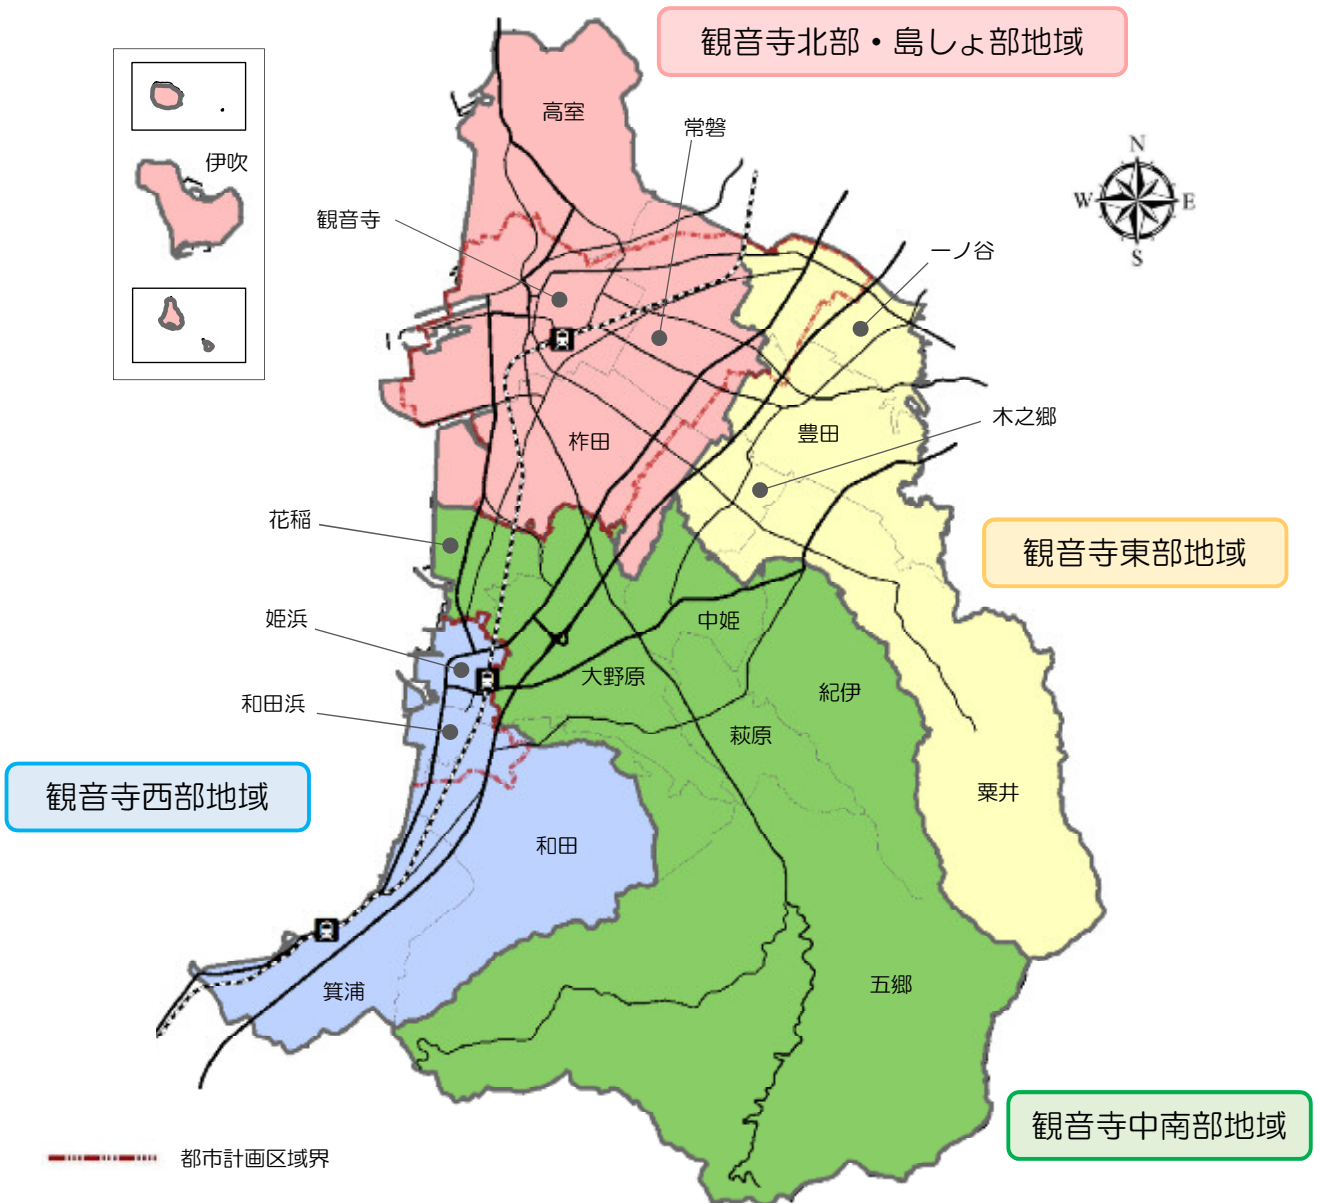 観音寺北部・島しょ部地域
高室
常磐
伊吹
N
W
E
S
観音寺
一ノ谷
木之郷
豊田
柞田
花稲
観音寺東部地域
姫浜
中姫
大野原
紀伊
和田浜
萩原
観音寺西部地域
粟井
和田
五郷
箕浦
観音寺中南部地域
都市計画区域界